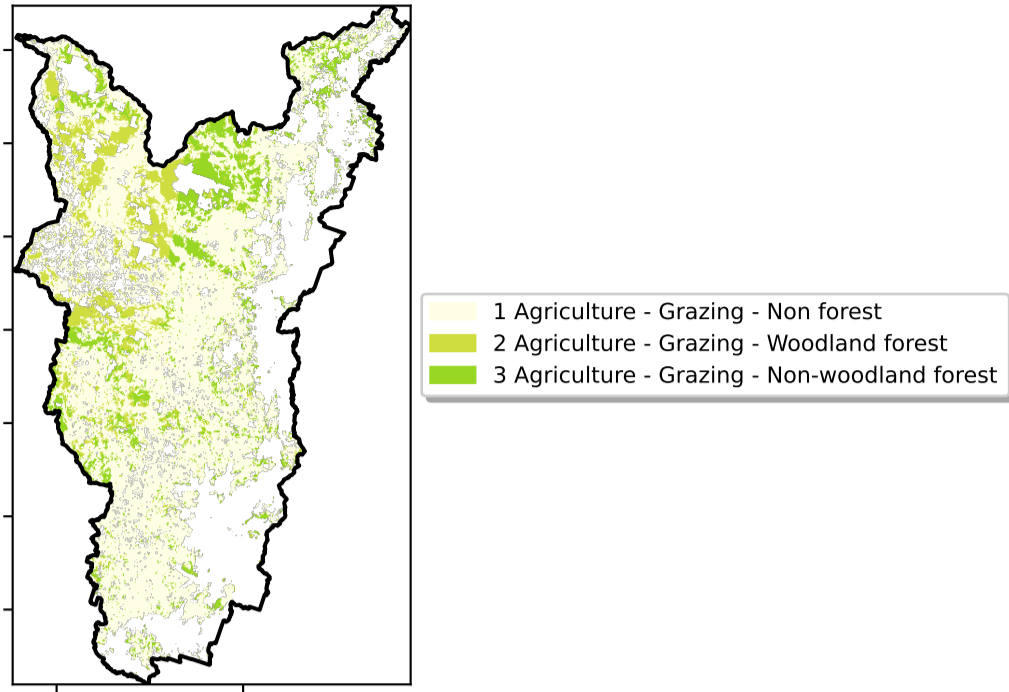 1 Agriculture - Grazing - Non forest
2 Agriculture - Grazing - Woodland forest
3 Agriculture - Grazing - Non-woodland forest